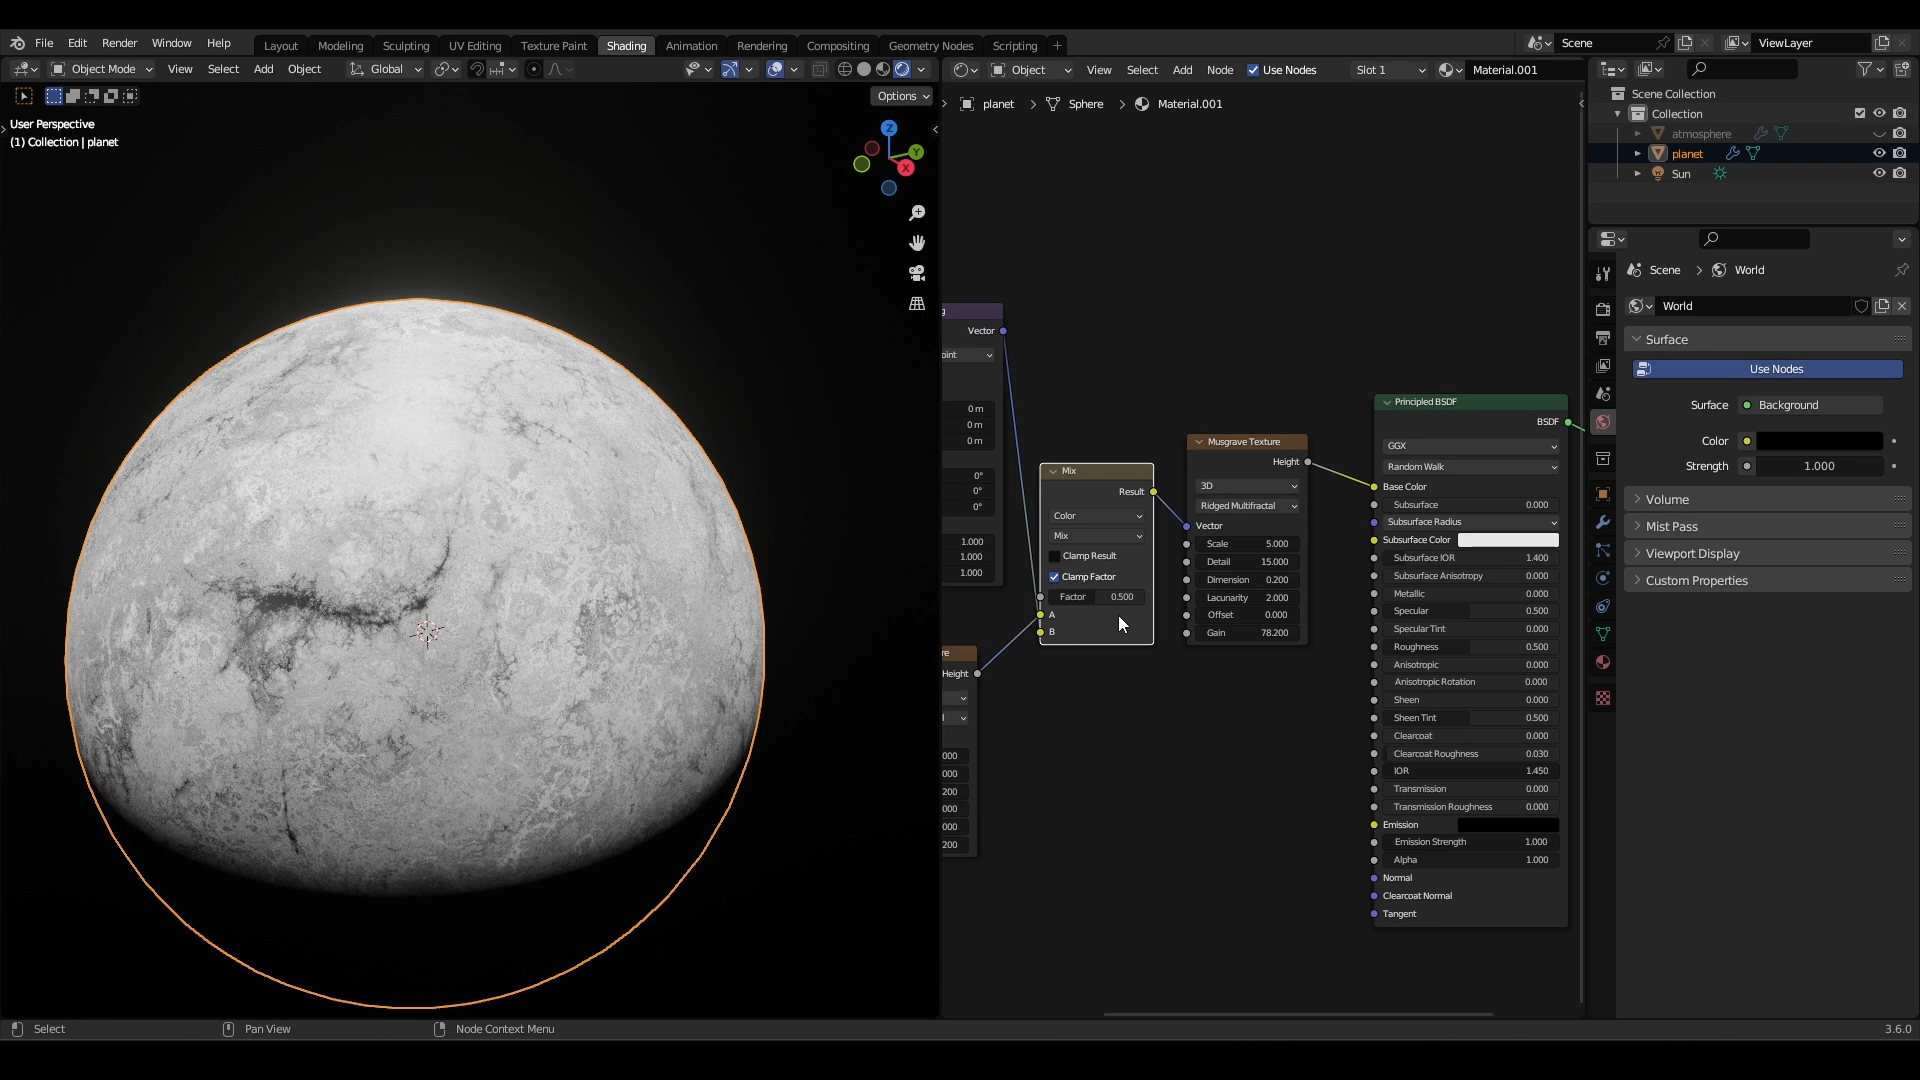 File Edit Render Window Help Layout Modeling Sculpting UV Editing Texture Paint Shading Animation Rendering Compositing Geometry Nodes Scripting + Scene ViewLayer
Object Mode View Select Add Object Global Object View Select Add Node Use Nodes Slot 1 Material.001
Options
planet > Sphere > Material.001
User Perspective
(1) Collection | planet
Z
Y
X
Scene Collection
Collection
atmosphere
planet
Sun
Scene > World
World
Surface
Use Nodes
Surface Background
Color
Strength 1.000
Volume
Mist Pass
Viewport Display
Custom Properties
g
Vector
oint
0 m
0 m
0 m
0°
0°
0°
1.000
1.000
1.000
re
Height
l
000
000
200
000
000
200
Mix
Result
Color
Mix
Clamp Result
Clamp Factor
Factor 0.500
A
B
Musgrave Texture
Height
3D
Ridged Multifractal
Vector
Scale 5.000
Detail 15.000
Dimension 0.200
Lacunarity 2.000
Offset 0.000
Gain 78.200
Principled BSDF
BSDF
GGX
Random Walk
Base Color
Subsurface 0.000
Subsurface Radius
Subsurface Color
Subsurface IOR 1.400
Subsurface Anisotropy 0.000
Metallic 0.000
Specular 0.500
Specular Tint 0.000
Roughness 0.500
Anisotropic 0.000
Anisotropic Rotation 0.000
Sheen 0.000
Sheen Tint 0.500
Clearcoat 0.000
Clearcoat Roughness 0.030
IOR 1.450
Transmission 0.000
Transmission Roughness 0.000
Emission
Emission Strength 1.000
Alpha 1.000
Normal
Clearcoat Normal
Tangent
Select Pan View Node Context Menu 3.6.0